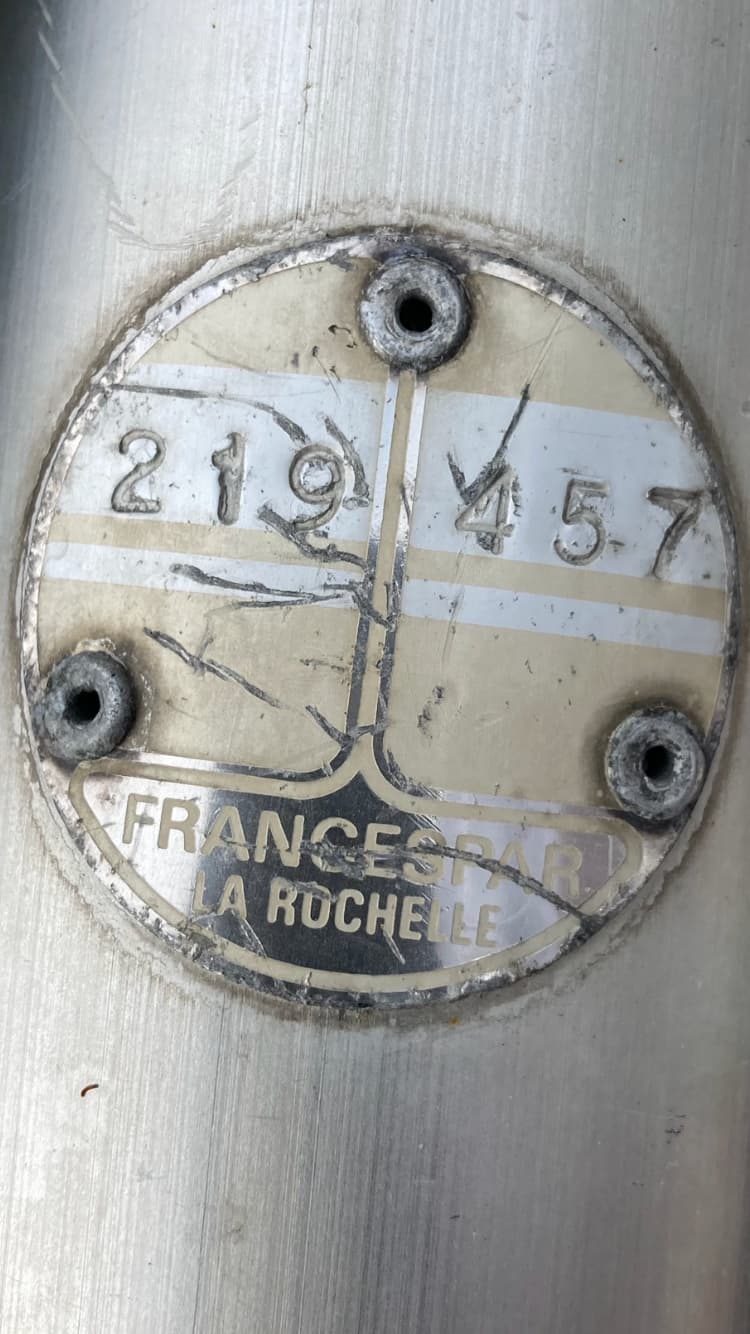 219 457
FRANCESPAR
LA ROCHELLE